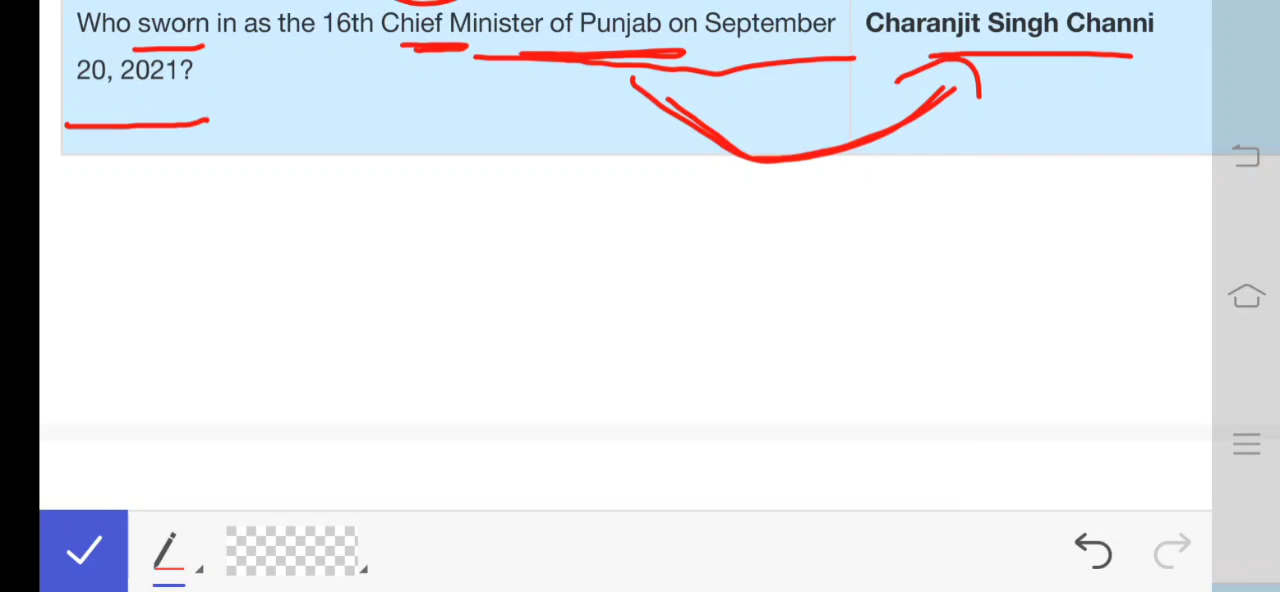 Who sworn in as the 16th Chief Minister of Punjab on September Charanjit Singh Channi
20, 2021?